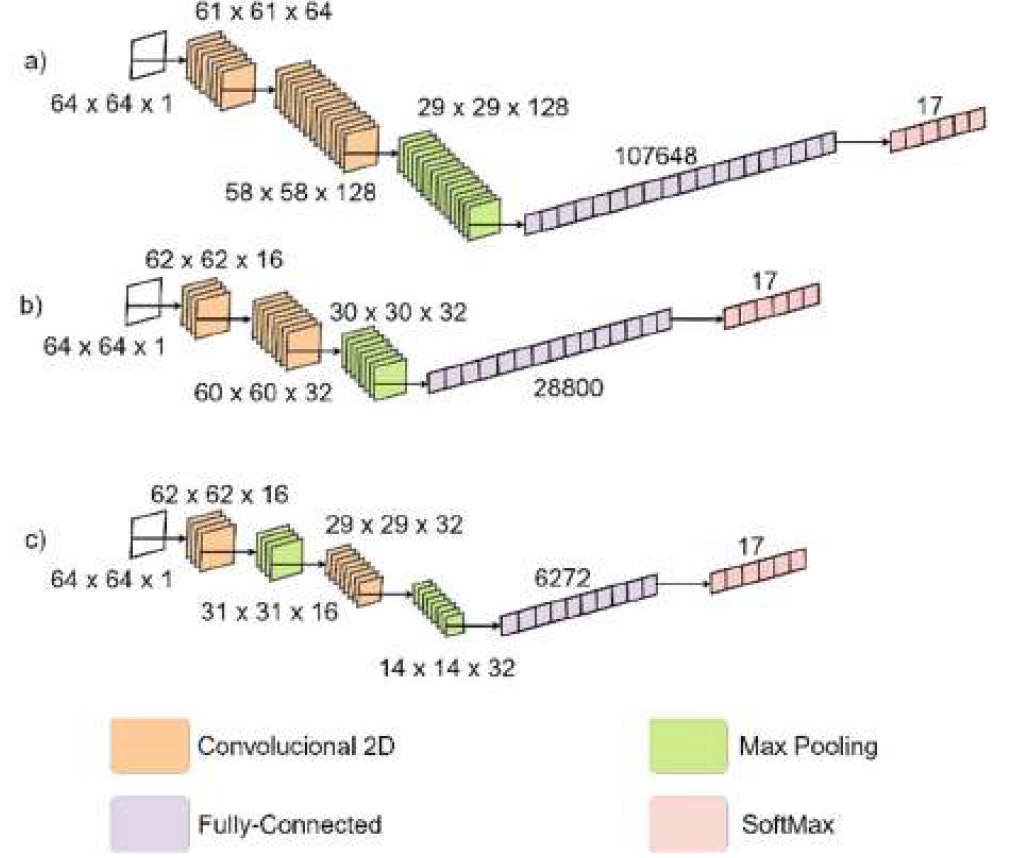 61 x 61 x 64
a)
64 x 64 x 1
29 x 29 x 128
17
107648
58 x 58 x 128
62 x 62 x 16
b)
64 x 64 x 1
30 x 30 x 32
17
60 x 60 x 32
28800
62 x 62 x 16
c)
64 x 64 x 1
29 x 29 x 32
17
6272
31 x 31 x 16
14 x 14 x 32
Convolucional 2D
Max Pooling
Fully-Connected
SoftMax